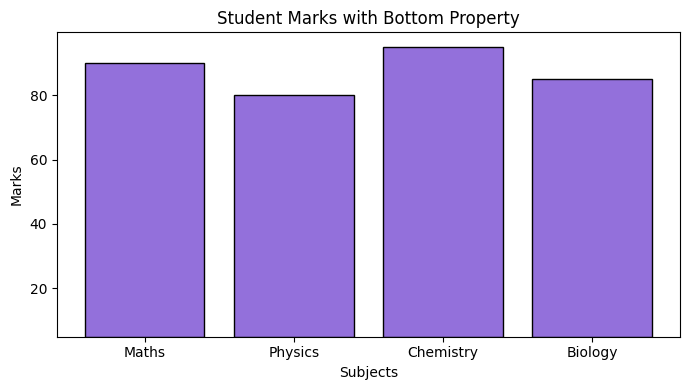 Student Marks with Bottom Property
Marks
80
60
40
20
Maths Physics Chemistry Biology
Subjects